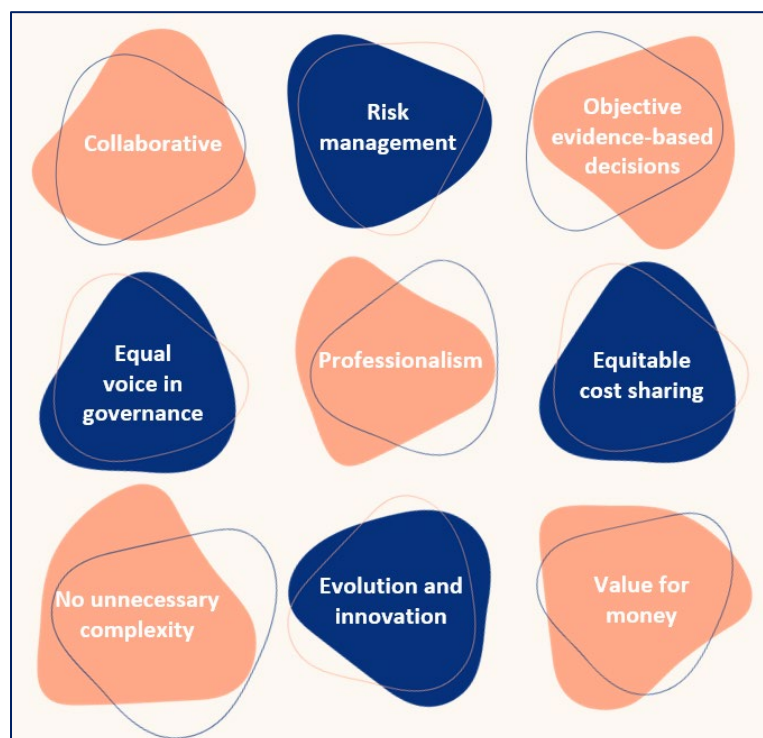 Collaborative
Risk
management
Objective
evidence-based
decisions
Equal
voice in
governance
Professionalism
Equitable
cost sharing
No unnecessary
complexity
Evolution and
innovation
Value for
money